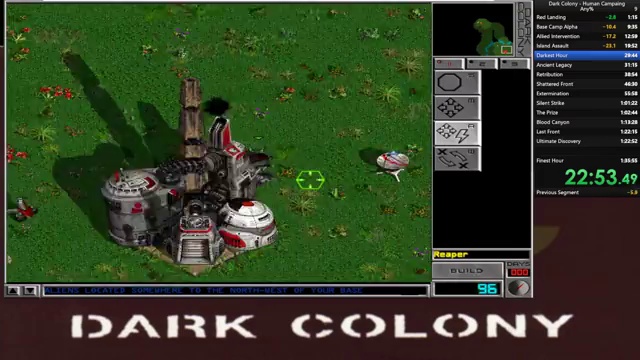 Dark Colony - Human Campaing
Any%
9
Red Landing -2.8 1:15
Base Camp Alpha -10.4 9:35
Allied Intervention -17.2 12:59
Island Assault -23.1 19:52
Darkest Hour 29:44
Ancient Legacy 31:15
Retribution 38:54
Shattered Front 46:30
Extermination 55:58
Silent Strike 1:01:22
The Prize 1:02:44
Blood Canyon 1:13:28
Last Front 1:22:15
Ultimate Discovery 1:22:52
Finest Hour 1:35:55
22:53.49
Previous Segment -5.9
Reaper
BUILD
DAYS
000
96
ALIENS LOCATED SOMEWHERE TO THE NORTH-WEST OF YOUR BASE
DARK COLONY